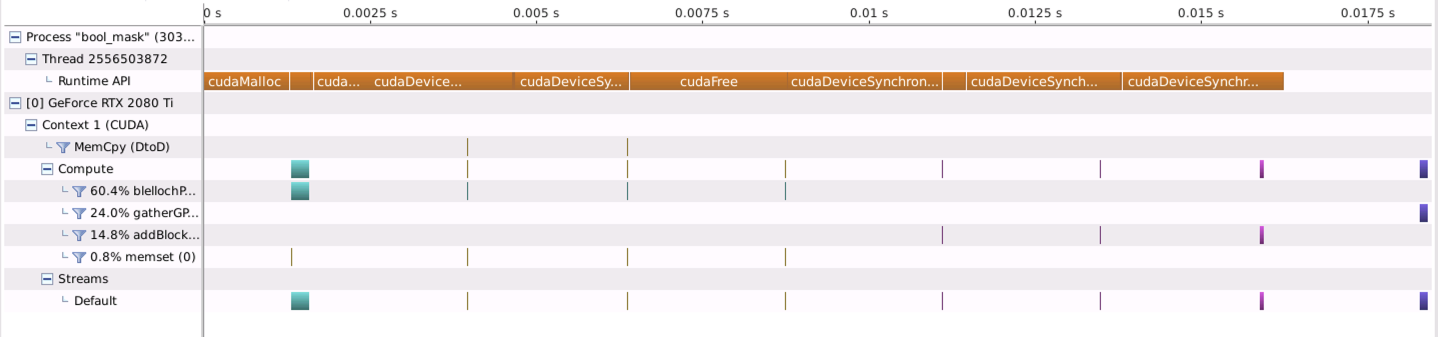 0 s 0.0025 s 0.005 s 0.0075 s 0.01 s 0.0125 s 0.015 s 0.0175 s
Process "bool_mask" (303...
Thread 2556503872
Runtime API cudaMalloc cuda... cudaDevice... cudaDeviceSy... cudaFree cudaDeviceSynchron... cudaDeviceSynch... cudaDeviceSynchr...
[0] GeForce RTX 2080 Ti
Context 1 (CUDA)
MemCpy (DtoD)
Compute
60.4% blellochP...
24.0% gatherGP...
14.8% addBlock...
0.8% memset (0)
Streams
Default